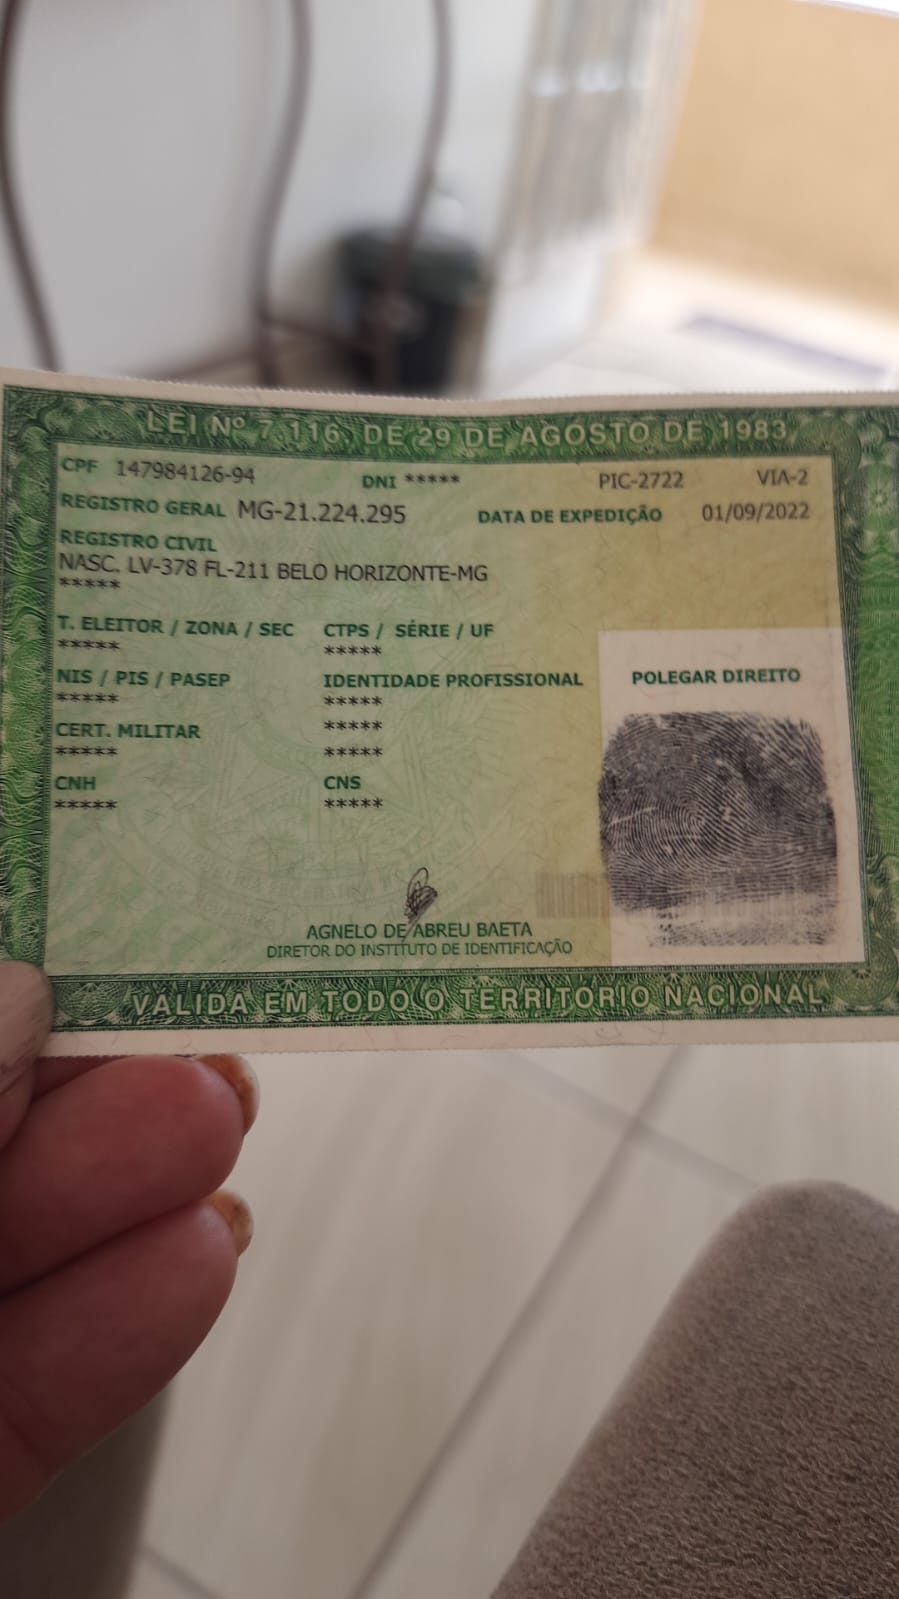 LEI Nº 7.116, DE 29 DE AGOSTO DE 1983
CPF 147984126-94 DNI ***** PIC-2722 VIA-2
REGISTRO GERAL MG-21.224.295 DATA DE EXPEDIÇÃO 01/09/2022
REGISTRO CIVIL
NASC. LV-378 FL-211 BELO HORIZONTE-MG
*****
T. ELEITOR / ZONA / SEC CTPS / SÉRIE / UF
***** *****
NIS / PIS / PASEP IDENTIDADE PROFISSIONAL POLEGAR DIREITO
***** *****
CERT. MILITAR *****
***** *****
CNH CNS
***** *****
AGNELO DE ABREU BAETA
DIRETOR DO INSTITUTO DE IDENTIFICAÇÃO
VÁLIDA EM TODO O TERRITÓRIO NACIONAL